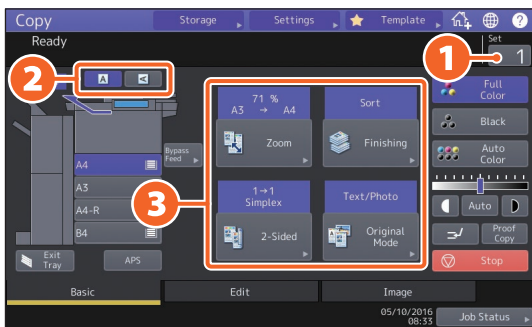 Copy
Storage
Settings
Template
?
Ready
Set
1
1
2
A
A
Full
Color
71 %
A3 → A4
Sort
Black
Bypass
Feed
Zoom
Finishing
Auto
Color
A4
A3
3
1→1
Simplex
Text/Photo
A4-R
Auto
B4
2-Sided
Original
Mode
Proof
Copy
Exit
Tray
APS
Stop
Basic
Edit
Image
05/10/2016
08:33
Job Status